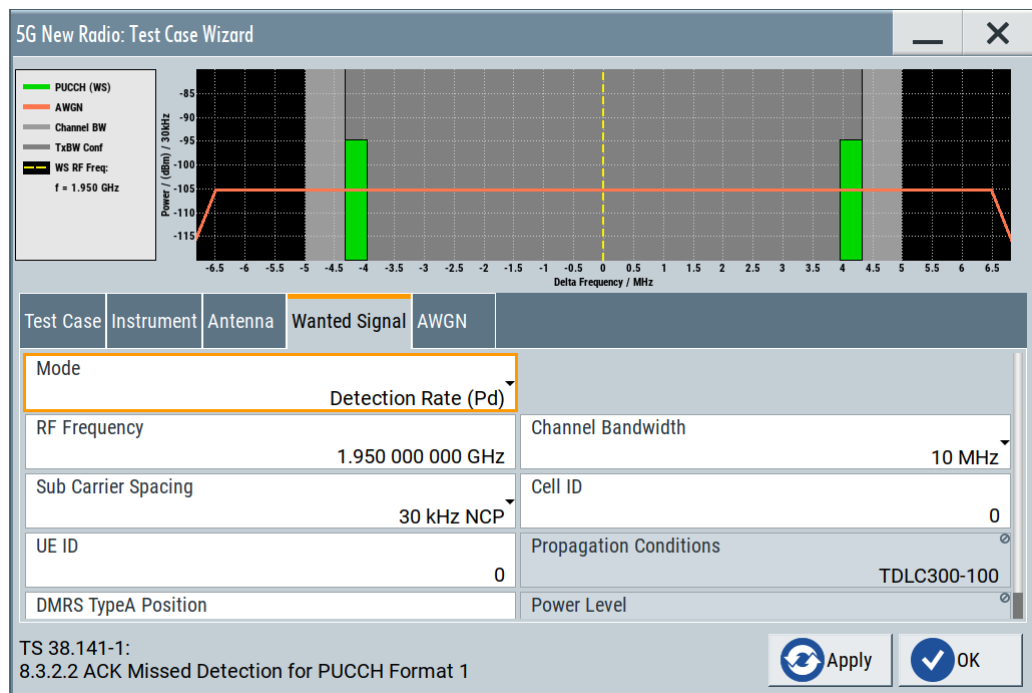 5G New Radio: Test Case Wizard
PUCCH (WS)
AWGN
Channel BW
TxBW Conf
WS RF Freq:
f = 1.950 GHz
Power / (dBm) / 30kHz
-85
-90
-95
-100
-105
-110
-115
-6.5 -6 -5.5 -5 -4.5 -4 -3.5 -3 -2.5 -2 -1.5 -1 -0.5 0 0.5 1 1.5 2 2.5 3 3.5 4 4.5 5 5.5 6 6.5
Delta Frequency / MHz
Test Case Instrument Antenna Wanted Signal AWGN
Mode
Detection Rate (Pd)
RF Frequency Channel Bandwidth
1.950 000 000 GHz 10 MHz
Sub Carrier Spacing Cell ID
30 kHz NCP 0
UE ID Propagation Conditions
0 TDLC300-100
DMRS TypeA Position Power Level
TS 38.141-1:
8.3.2.2 ACK Missed Detection for PUCCH Format 1
Apply OK